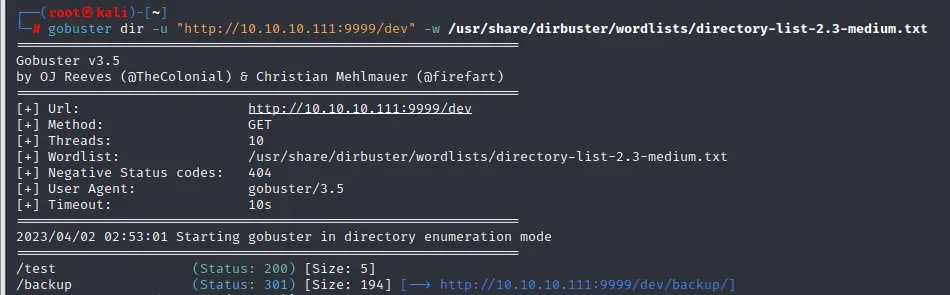 ┌──(root㉿kali)-[~]
└─# gobuster dir -u "http://10.10.10.111:9999/dev" -w /usr/share/dirbuster/wordlists/directory-list-2.3-medium.txt
===============================================================
Gobuster v3.5
by OJ Reeves (@TheColonial) & Christian Mehlmauer (@firefart)
===============================================================
[+] Url:                     http://10.10.10.111:9999/dev
[+] Method:                  GET
[+] Threads:                 10
[+] Wordlist:                /usr/share/dirbuster/wordlists/directory-list-2.3-medium.txt
[+] Negative Status codes:   404
[+] User Agent:              gobuster/3.5
[+] Timeout:                 10s
===============================================================
2023/04/02 02:53:01 Starting gobuster in directory enumeration mode
===============================================================
/test                 (Status: 200) [Size: 5]
/backup               (Status: 301) [Size: 194] [--> http://10.10.10.111:9999/dev/backup/]